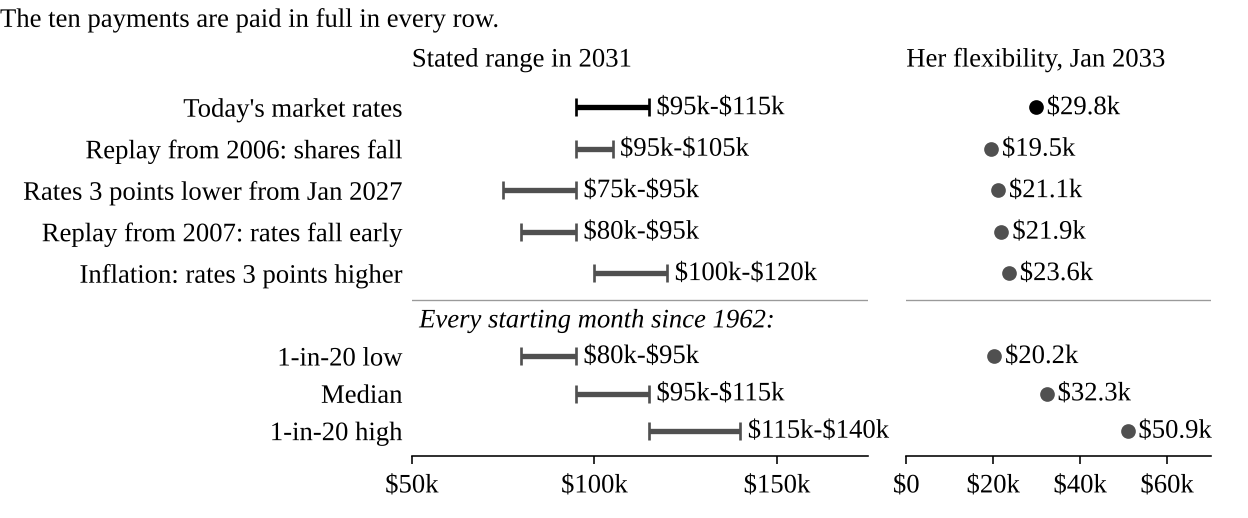 The ten payments are paid in full in every row.
Stated range in 2031 Her flexibility, Jan 2033
Today's market rates $95k-$115k $29.8k
Replay from 2006: shares fall $95k-$105k $19.5k
Rates 3 points lower from Jan 2027 $75k-$95k $21.1k
Replay from 2007: rates fall early $80k-$95k $21.9k
Inflation: rates 3 points higher $100k-$120k $23.6k
Every starting month since 1962:
1-in-20 low $80k-$95k $20.2k
Median $95k-$115k $32.3k
1-in-20 high $115k-$140k $50.9k
$50k $100k $150k $0 $20k $40k $60k